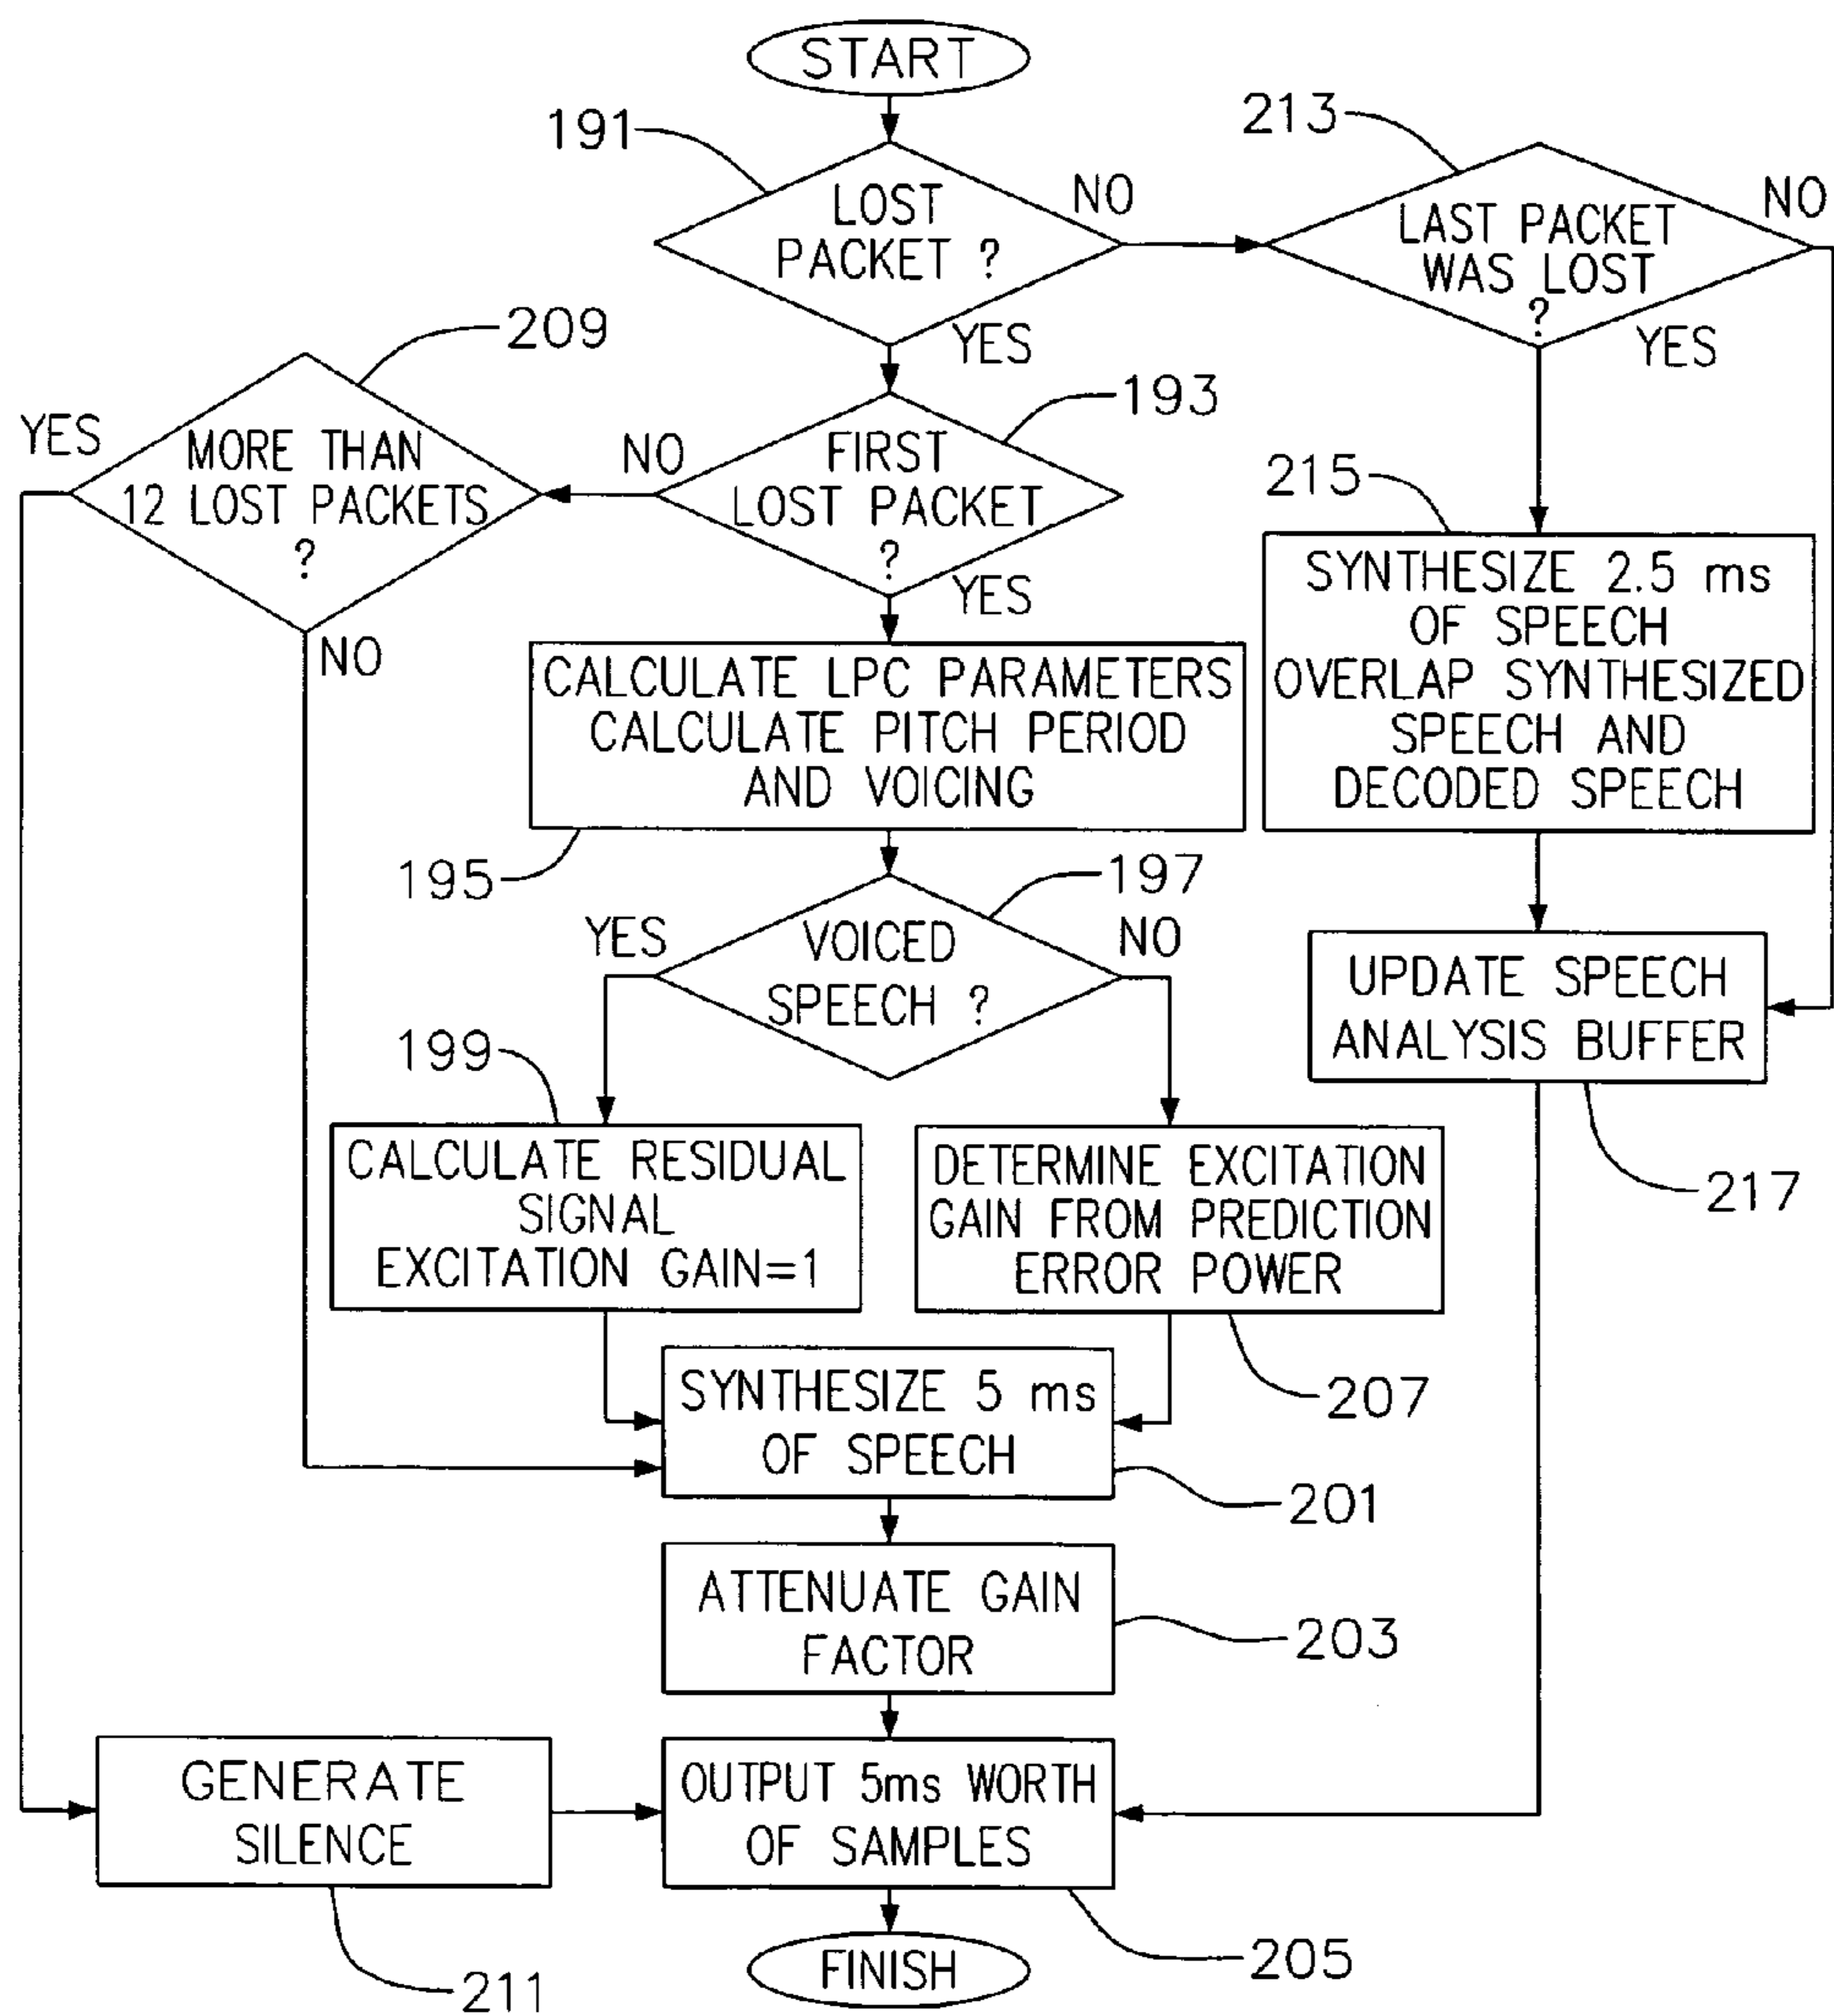 START
191
LOST
PACKET ?
NO
YES
213
LAST PACKET
WAS LOST
?
NO
YES
209
YES
MORE THAN
12 LOST PACKETS
?
NO
193
NO
FIRST
LOST PACKET
?
YES
215
SYNTHESIZE 2.5 ms
OF SPEECH
OVERLAP SYNTHESIZED
SPEECH AND
DECODED SPEECH
CALCULATE LPC PARAMETERS
CALCULATE PITCH PERIOD
AND VOICING
195
197
YES
VOICED
SPEECH ?
NO
UPDATE SPEECH
ANALYSIS BUFFER
217
199
CALCULATE RESIDUAL
SIGNAL
EXCITATION GAIN=1
DETERMINE EXCITATION
GAIN FROM PREDICTION
ERROR POWER
207
SYNTHESIZE 5 ms
OF SPEECH
201
ATTENUATE GAIN
FACTOR
203
GENERATE
SILENCE
211
OUTPUT 5ms WORTH
OF SAMPLES
205
FINISH